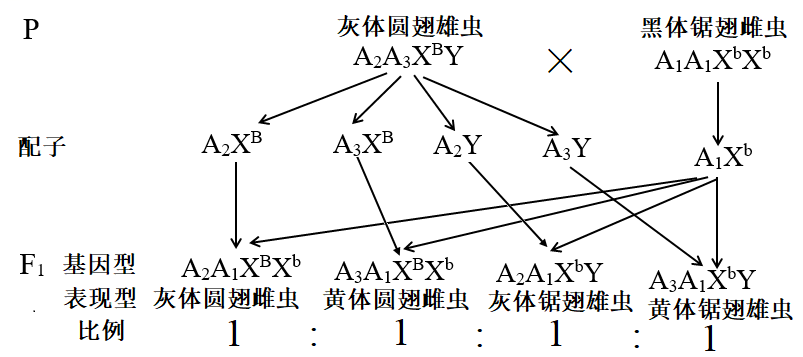 P 灰体圆翅雄虫 黑体锯翅雌虫
A₂A₃XᴮY × A₁A₁XᵇXᵇ
配子 A₂Xᴮ A₃Xᴮ A₂Y A₃Y A₁Xᵇ
F₁ 基因型 A₂A₁XᴮXᵇ A₃A₁XᴮXᵇ A₂A₁XᵇY A₃A₁XᵇY
表现型 灰体圆翅雌虫 黄体圆翅雌虫 灰体锯翅雄虫 黄体锯翅雄虫
比例 1 : 1 : 1 : 1